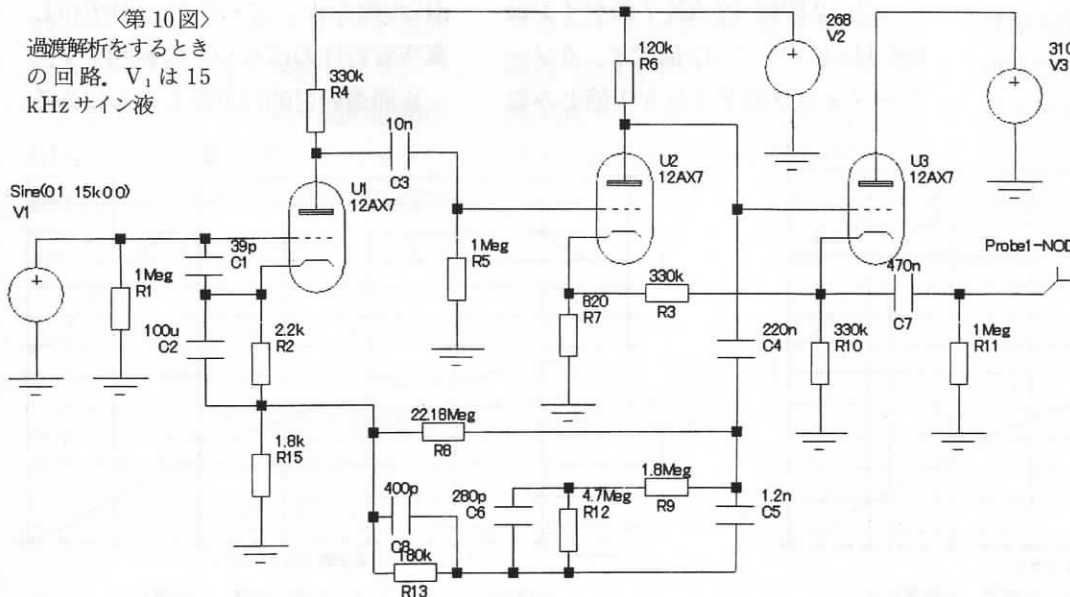 〈第10図〉
過渡解析をするとき
の回路．V₁は15
kHzサイン液
330k
R4
10n
C3
120k
R6
268
V2
310
V3
Sine(0 1 15k 0 0)
V1
U1
12AX7
U2
12AX7
U3
12AX7
39p
C1
1Meg
R1
1Meg
R5
820
R7
330k
R3
470n
C7
Probe1-NOD
100u
C2
2.2k
R2
220n
C4
330k
R10
1Meg
R11
1.8k
R15
22.18Meg
R8
400p
C8
280p
C6
4.7Meg
R12
1.8Meg
R9
1.2n
C5
180k
R13